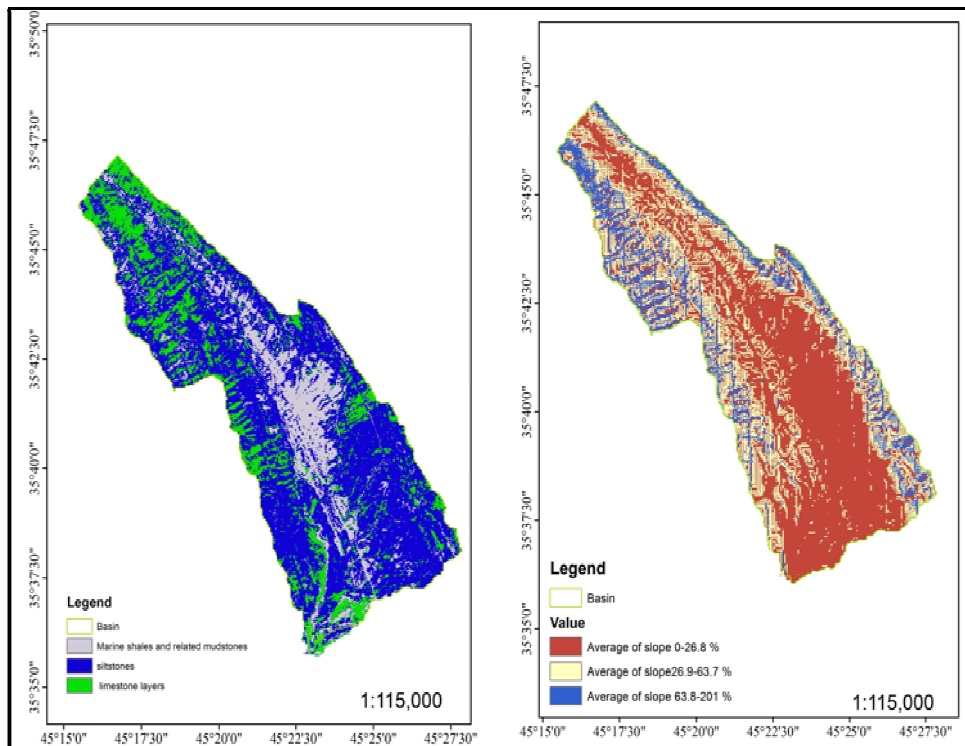 35°50'0"
35°47'30"
35°45'0"
35°42'30"
35°40'0"
35°37'30"
35°35'0"
Legend
Basin
Marine shales and related mudstones
siltstones
limestone layers
1:115,000
45°15'0" 45°17'30" 45°20'0" 45°22'30" 45°25'0" 45°27'30"
35°47'30"
35°45'0"
35°42'30"
35°40'0"
35°37'30"
35°35'0"
Legend
Basin
Value
Average of slope 0-26.8 %
Average of slope26.9-63.7 %
Average of slope 63.8-201 %
1:115,000
45°15'0" 45°17'30" 45°20'0" 45°22'30" 45°25'0" 45°27'30"